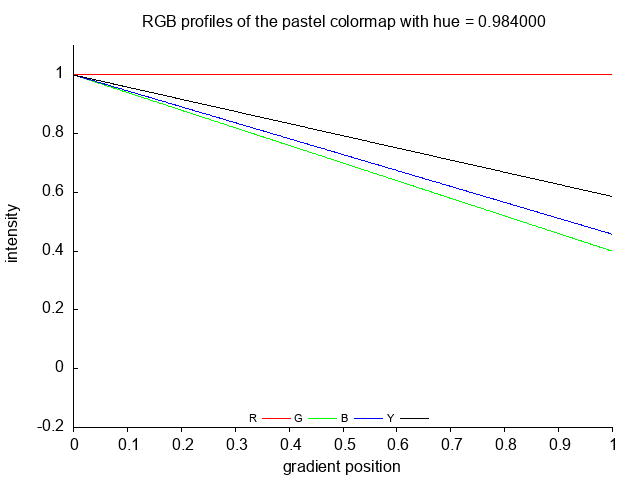 RGB profiles of the pastel colormap with hue = 0.984000
1
0.8
0.6
0.4
0.2
0
-0.2
intensity
R G B Y
0 0.1 0.2 0.3 0.4 0.5 0.6 0.7 0.8 0.9 1
gradient position